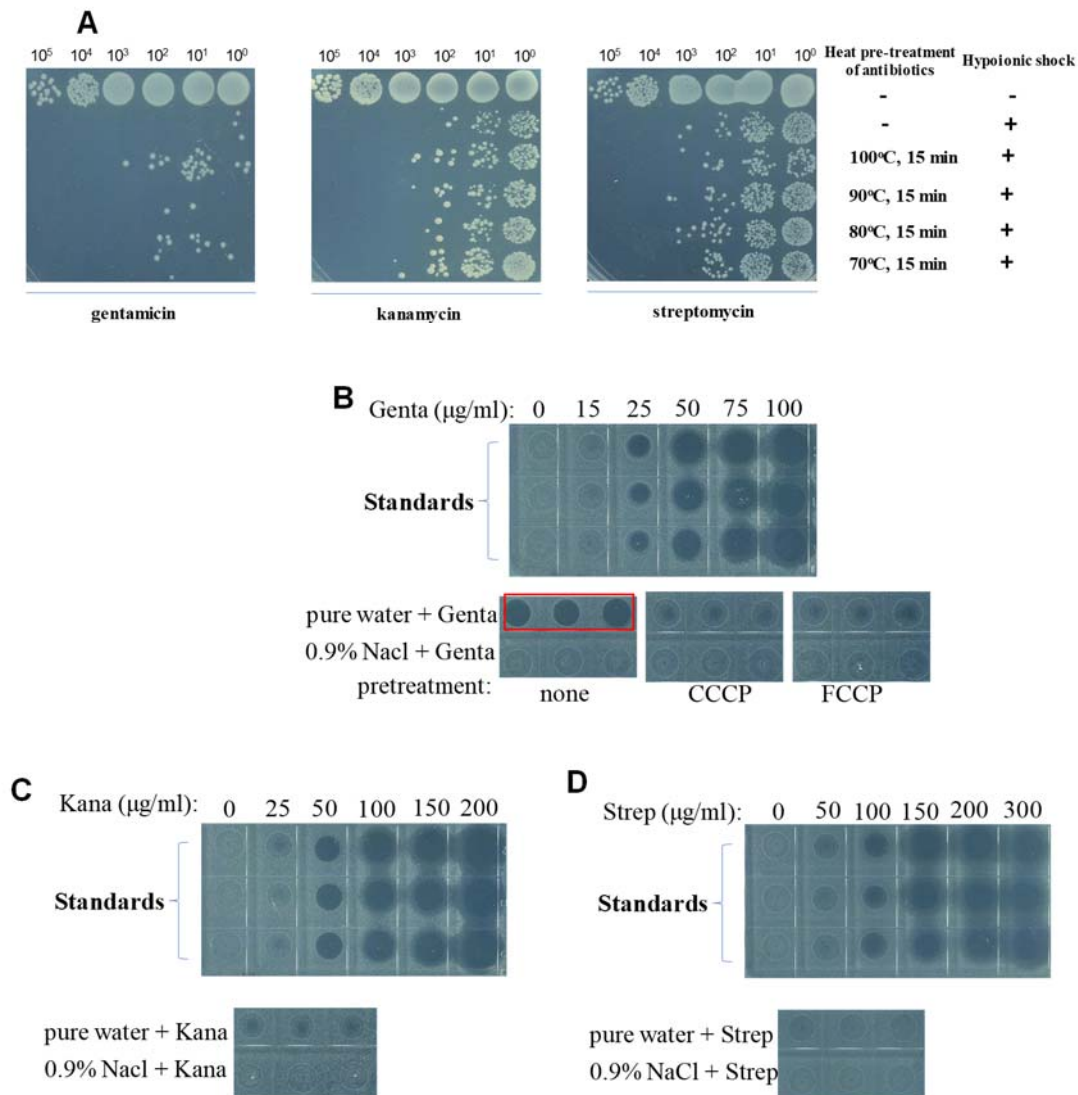 A
10⁵ 10⁴ 10³ 10² 10¹ 10⁰
10⁵ 10⁴ 10³ 10² 10¹ 10⁰
10⁵ 10⁴ 10³ 10² 10¹ 10⁰
Heat pre-treatment of antibiotics
Hypoionic shock
- -
- +
100°C, 15 min +
90°C, 15 min +
80°C, 15 min +
70°C, 15 min +
gentamicin
kanamycin
streptomycin
B
Genta (µg/ml): 0 15 25 50 75 100
Standards
pure water + Genta
0.9% Nacl + Genta
pretreatment: none CCCP FCCP
C
Kana (µg/ml): 0 25 50 100 150 200
Standards
pure water + Kana
0.9% Nacl + Kana
D
Strep (µg/ml): 0 50 100 150 200 300
Standards
pure water + Strep
0.9% NaCl + Strep